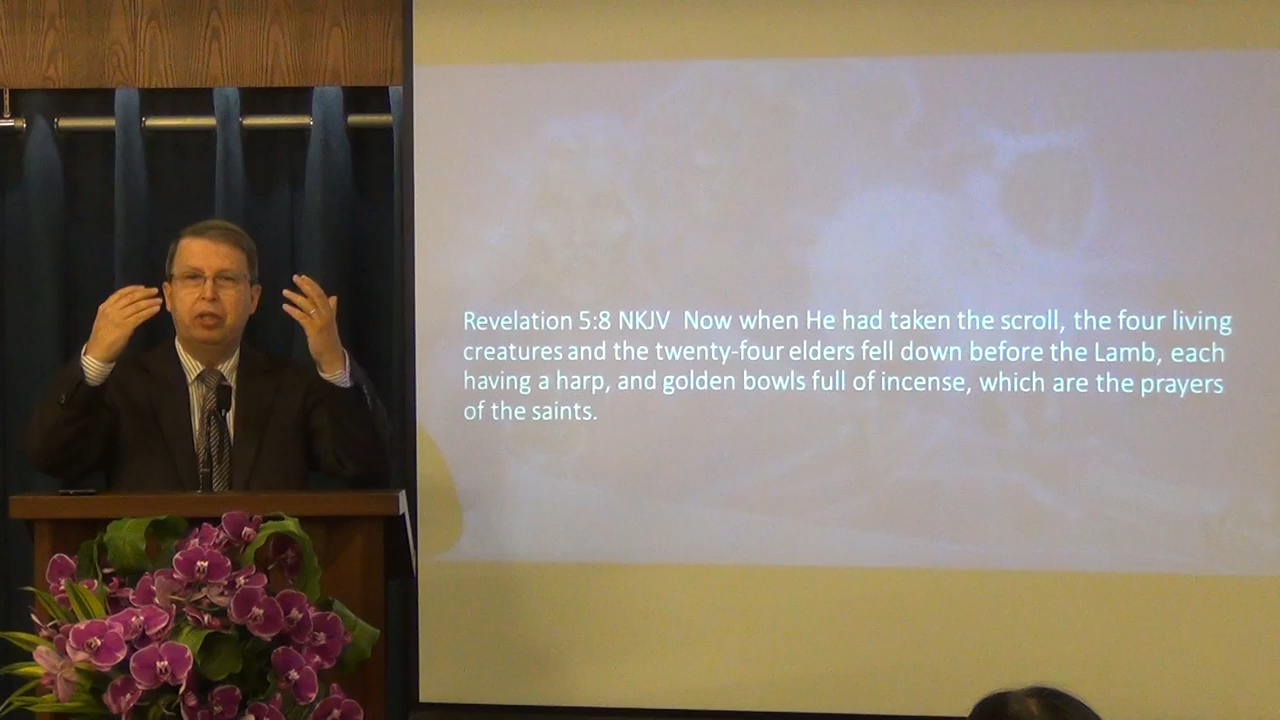 Revelation 5:8 NKJV  Now when He had taken the scroll, the four living
creatures and the twenty-four elders fell down before the Lamb, each
having a harp, and golden bowls full of incense, which are the prayers
of the saints.